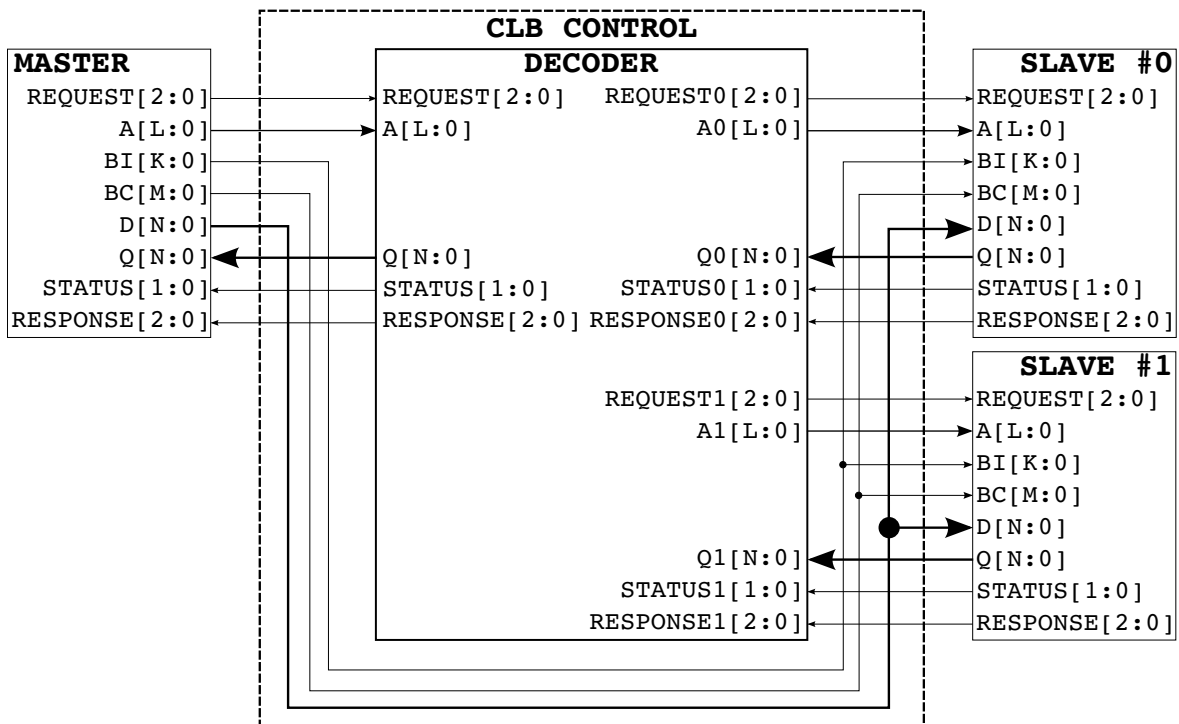 CLB CONTROL
MASTER
REQUEST[2:0]
A[L:0]
BI[K:0]
BC[M:0]
D[N:0]
Q[N:0]
STATUS[1:0]
RESPONSE[2:0]
DECODER
REQUEST[2:0]
A[L:0]
Q[N:0]
STATUS[1:0]
RESPONSE[2:0]
REQUEST0[2:0]
A0[L:0]
Q0[N:0]
STATUS0[1:0]
RESPONSE0[2:0]
REQUEST1[2:0]
A1[L:0]
Q1[N:0]
STATUS1[1:0]
RESPONSE1[2:0]
SLAVE #0
REQUEST[2:0]
A[L:0]
BI[K:0]
BC[M:0]
D[N:0]
Q[N:0]
STATUS[1:0]
RESPONSE[2:0]
SLAVE #1
REQUEST[2:0]
A[L:0]
BI[K:0]
BC[M:0]
D[N:0]
Q[N:0]
STATUS[1:0]
RESPONSE[2:0]